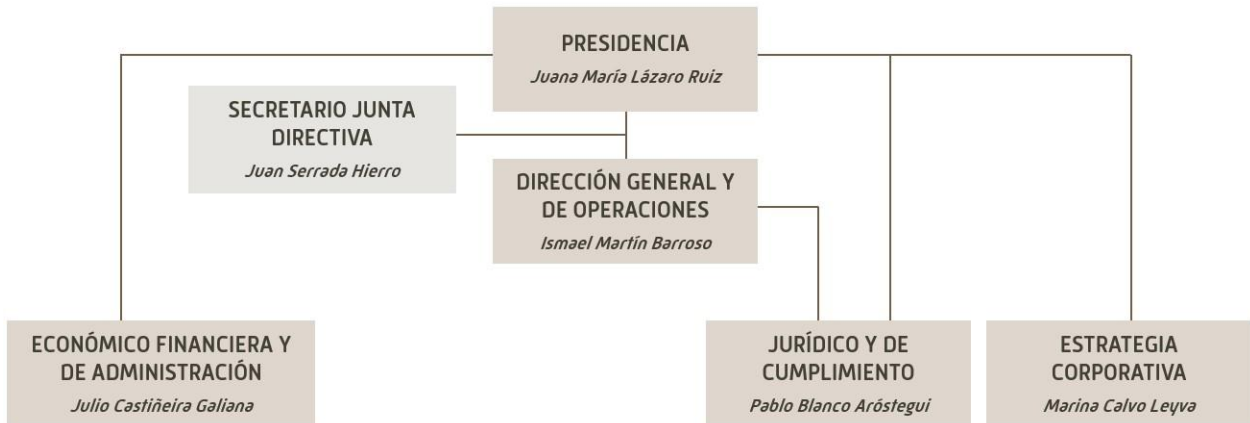 PRESIDENCIA
Juana María Lázaro Ruiz
SECRETARIO JUNTA
DIRECTIVA
Juan Serrada Hierro
DIRECCIÓN GENERAL Y
DE OPERACIONES
Ismael Martín Barroso
ECONÓMICO FINANCIERA Y
DE ADMINISTRACIÓN
Julio Castiñeira Galiana
JURÍDICO Y DE
CUMPLIMIENTO
Pablo Blanco Aróstegui
ESTRATEGIA
CORPORATIVA
Marina Calvo Leyva